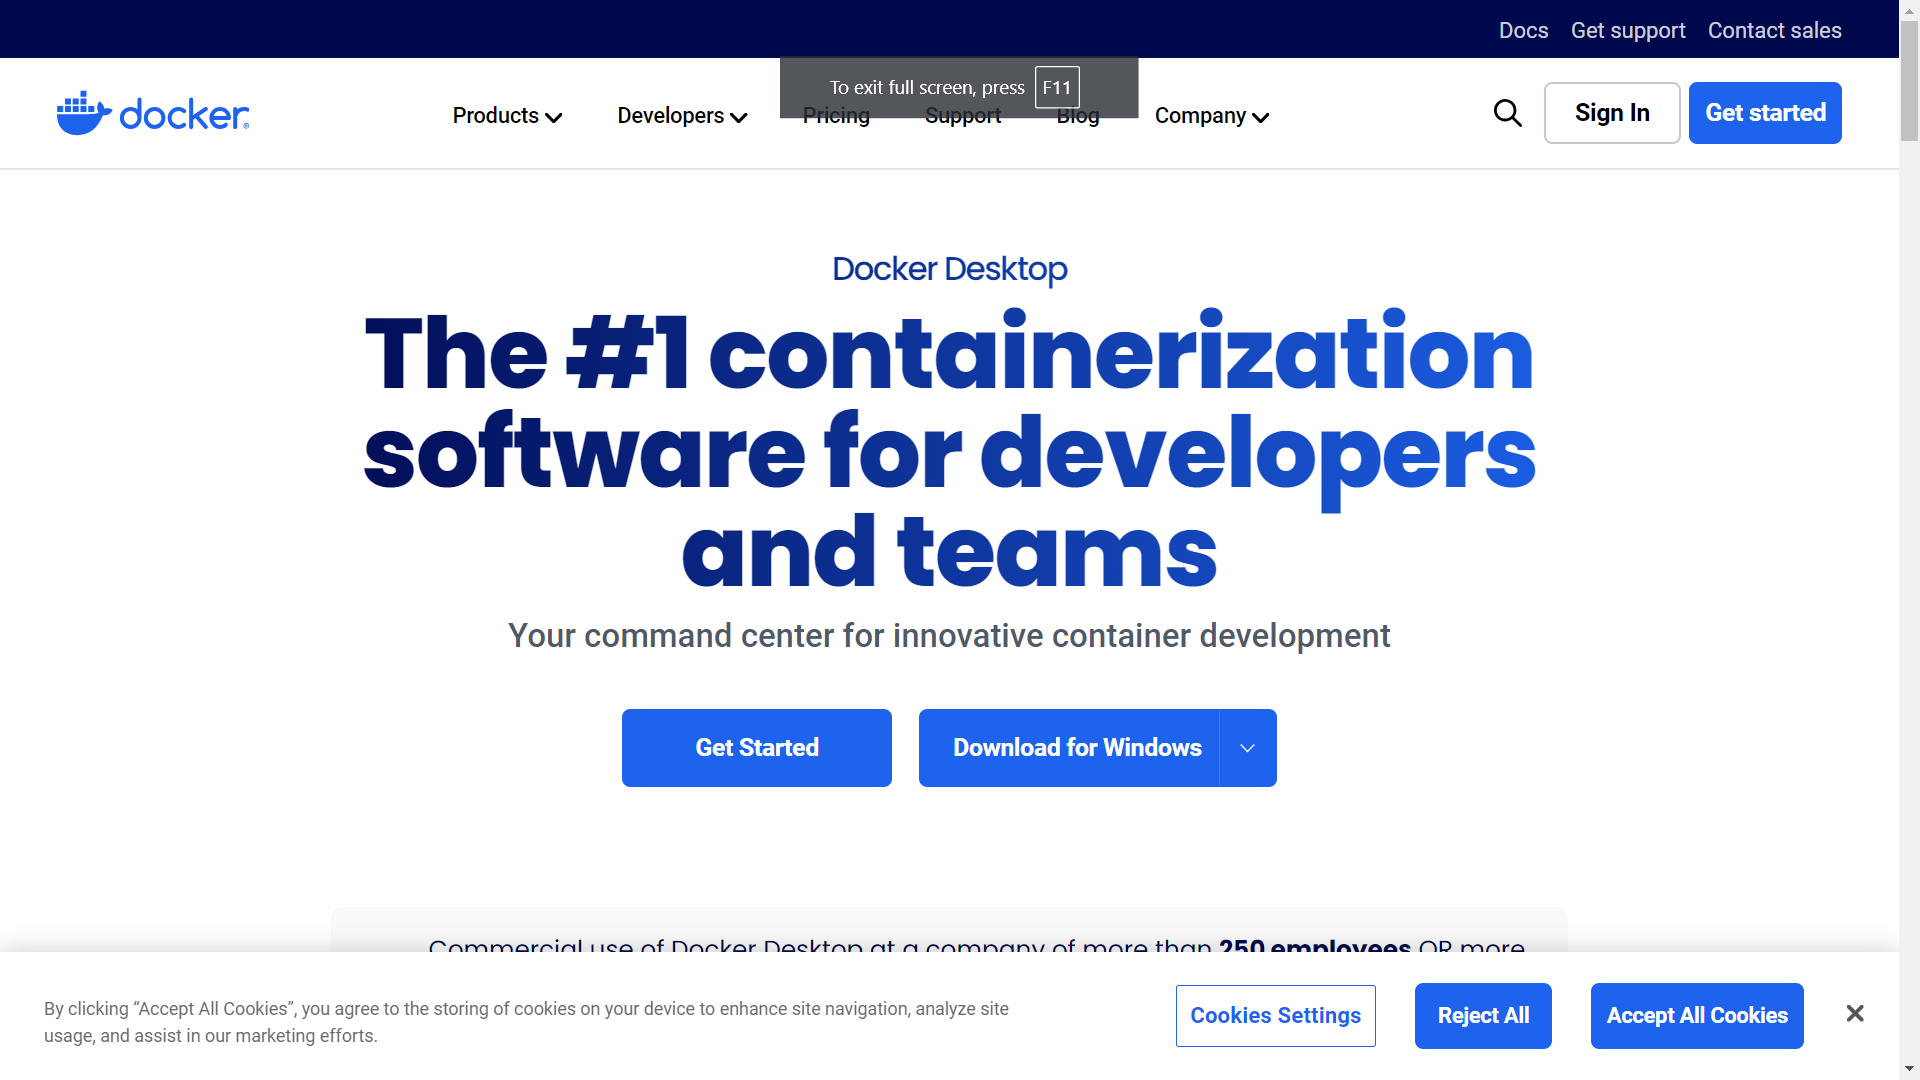 Docs Get support Contact sales
To exit full screen, press F11
docker
Products Developers Pricing Support Blog Company Sign In Get started
Docker Desktop
The #1 containerization
software for developers
and teams
Your command center for innovative container development
Get Started Download for Windows
Commercial use of Docker Desktop at a company of more than 250 employees OR more
By clicking “Accept All Cookies”, you agree to the storing of cookies on your device to enhance site navigation, analyze site
usage, and assist in our marketing efforts.
Cookies Settings Reject All Accept All Cookies